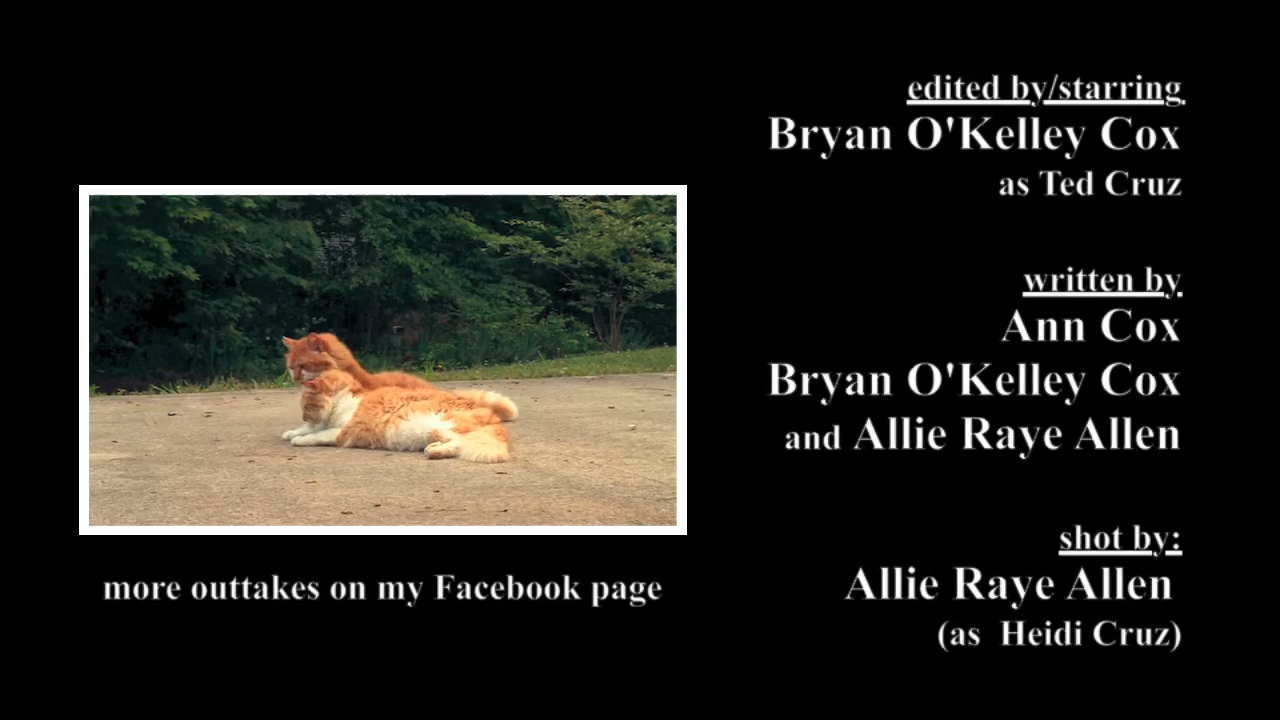 edited by/starring
Bryan O'Kelley Cox
as Ted Cruz
written by
Ann Cox
Bryan O'Kelley Cox
and Allie Raye Allen
shot by:
Allie Raye Allen
(as Heidi Cruz)
more outtakes on my Facebook page